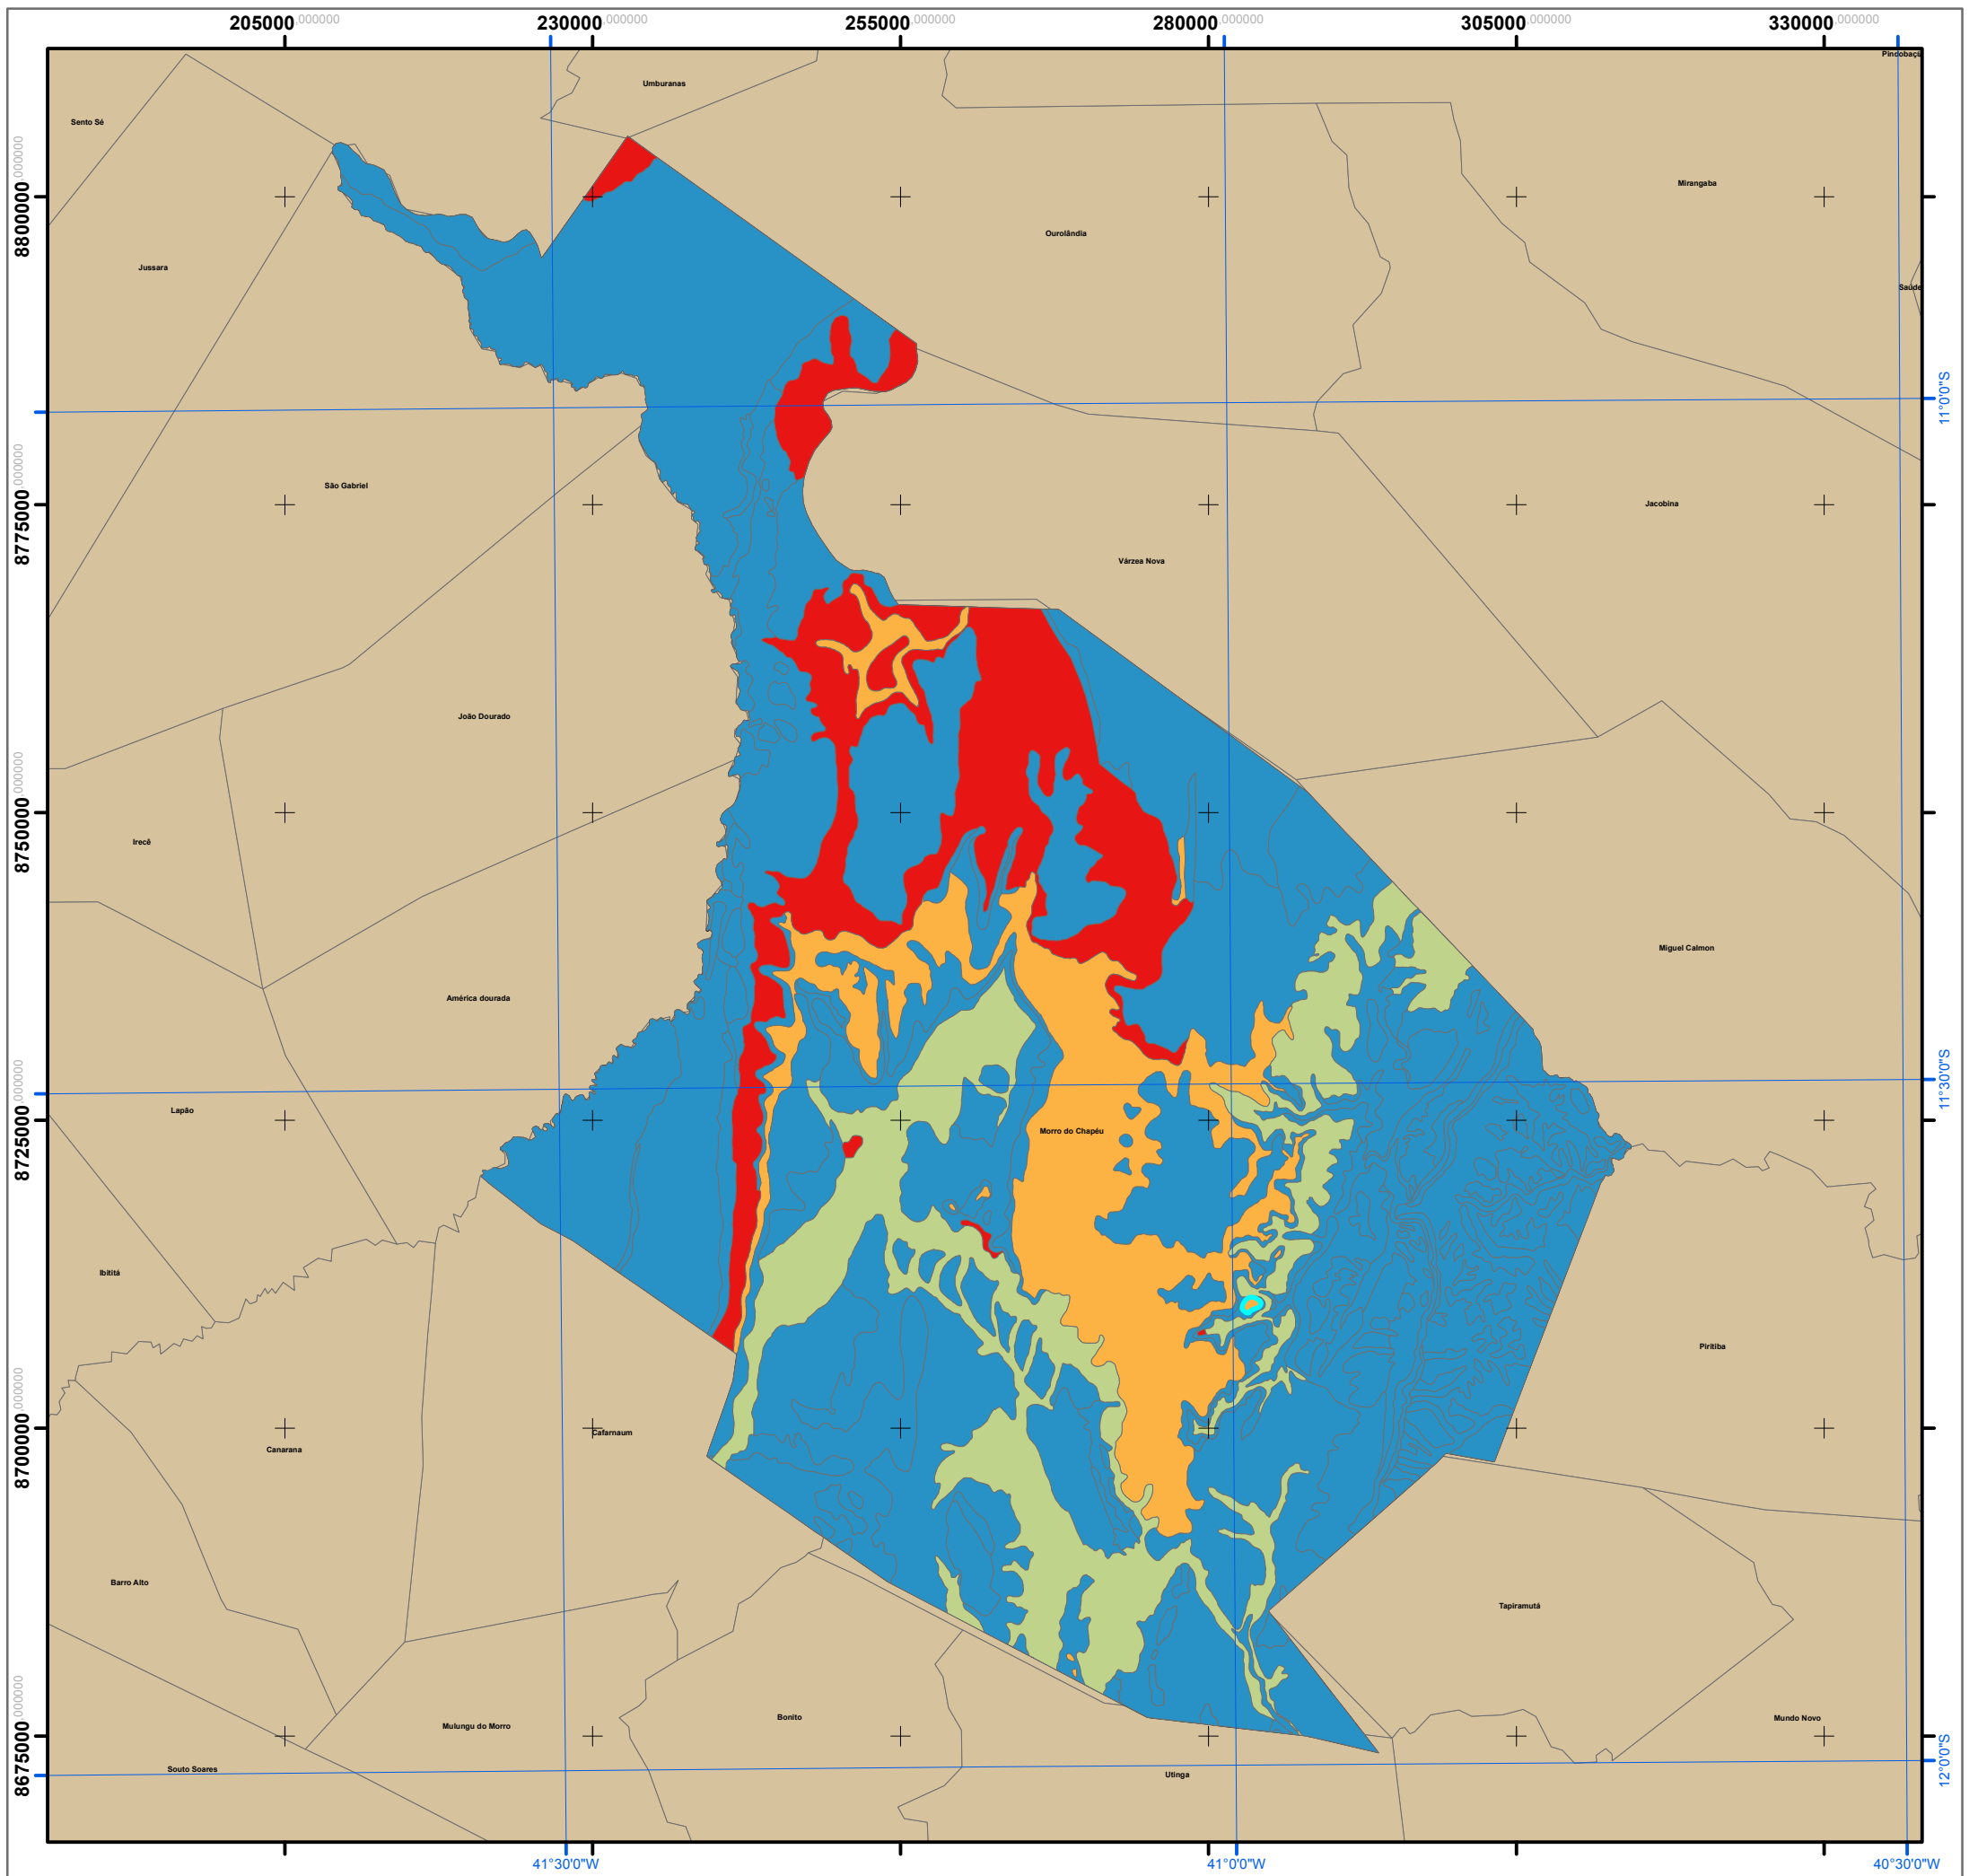 205000,000000 230000,000000 255000,000000 280000,000000 305000,000000 330000,000000
Pindobaçu
Umburanas
Sento Sé
8800000,000000
Mirangaba
Ourolândia
Jussara
Saúde
11°0'0"S
São Gabriel
8775000,000000
Jacobina
Várzea Nova
João Dourado
8750000,000000
Irecê
Miguel Calmon
América dourada
11°30'0"S
Lapão
8725000,000000
Morro do Chapéu
Ibititá
Piritiba
8700000,000000
Cafarnaum
Canarana
Barro Alto
Tapiramutá
8675000,000000
Bonito
Mundo Novo
Mulungu do Morro
Souto Soares
Utinga
12°0'0"S
41°30'0"W 41°0'0"W 40°30'0"W